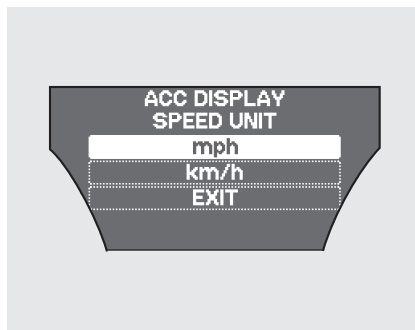 ACC DISPLAY
SPEED UNIT
mph
km/h
EXIT